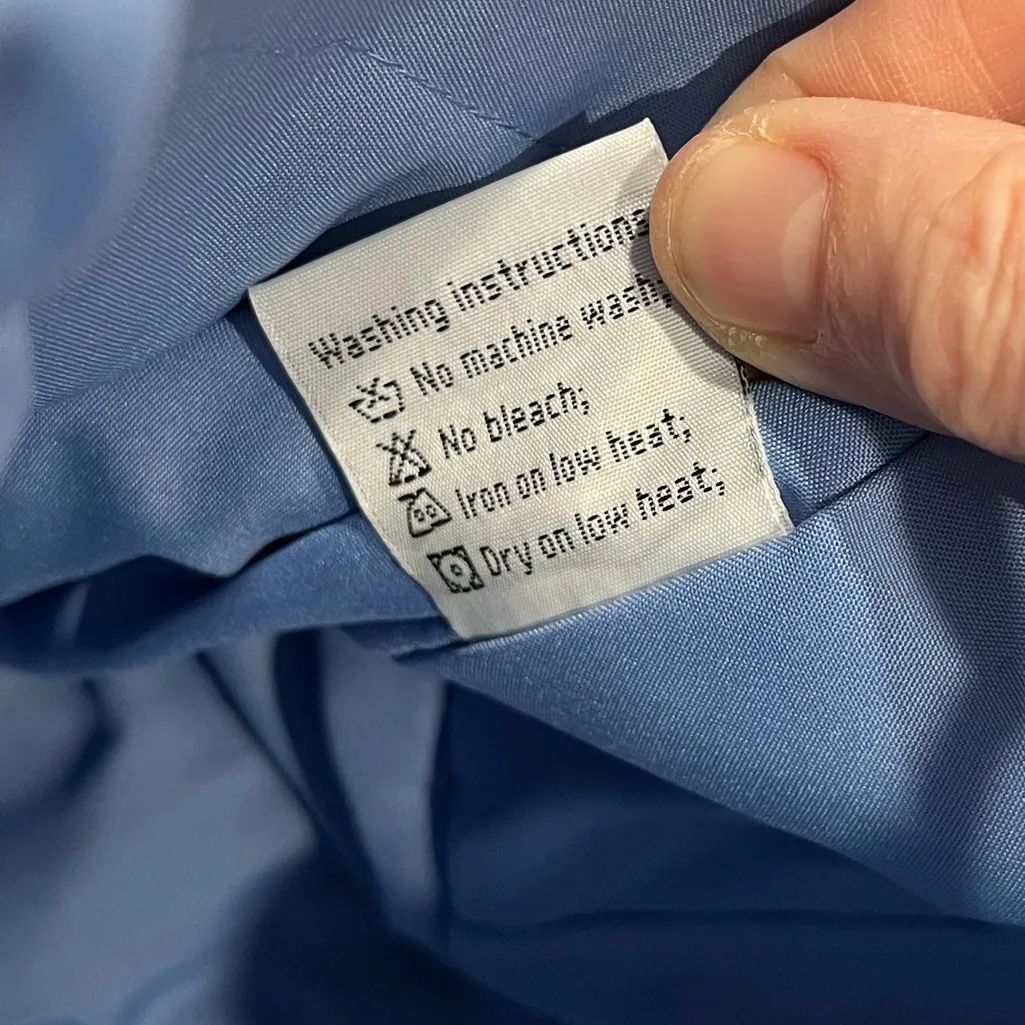 Washing instructions
No machine wash;
No bleach;
Iron on low heat;
Dry on low heat;